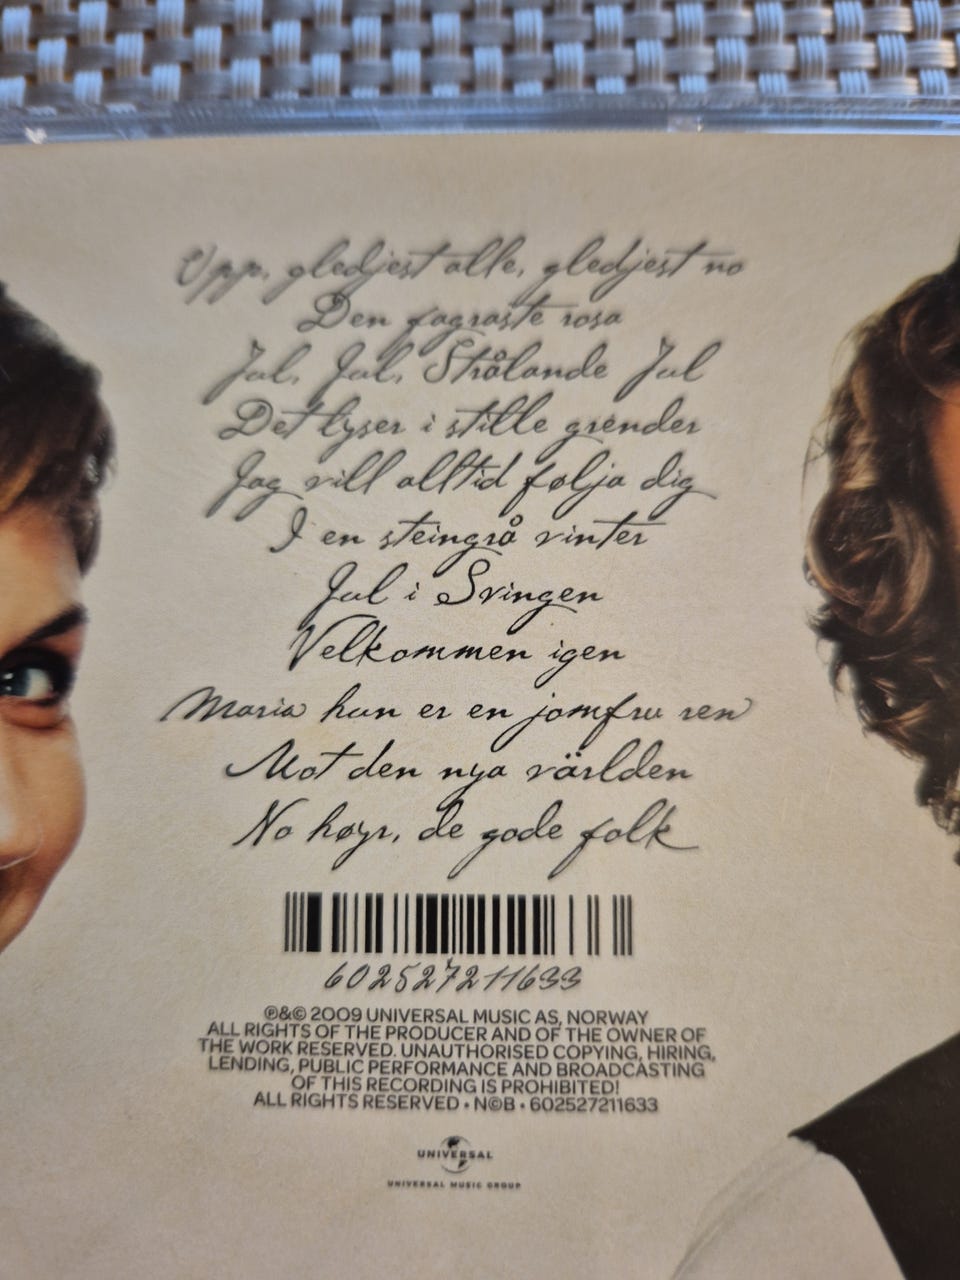 Upp, gledjest alle, gledjest no
Den fagraste rosa
Jul, Jul, Strålande Jul
Det lyser i stille grender
Jag vill alltid følja dig
I en steingrå vinter
Jul i Svingen
Velkommen igen
Maria hun er en jomfru ren
Mot den nya världen
No høyr, de gode folk
602527211633
℗&© 2009 UNIVERSAL MUSIC AS, NORWAY
ALL RIGHTS OF THE PRODUCER AND OF THE OWNER OF
THE WORK RESERVED. UNAUTHORISED COPYING, HIRING,
LENDING, PUBLIC PERFORMANCE AND BROADCASTING
OF THIS RECORDING IS PROHIBITED!
ALL RIGHTS RESERVED • N©B • 602527211633
UNIVERSAL
UNIVERSAL MUSIC GROUP